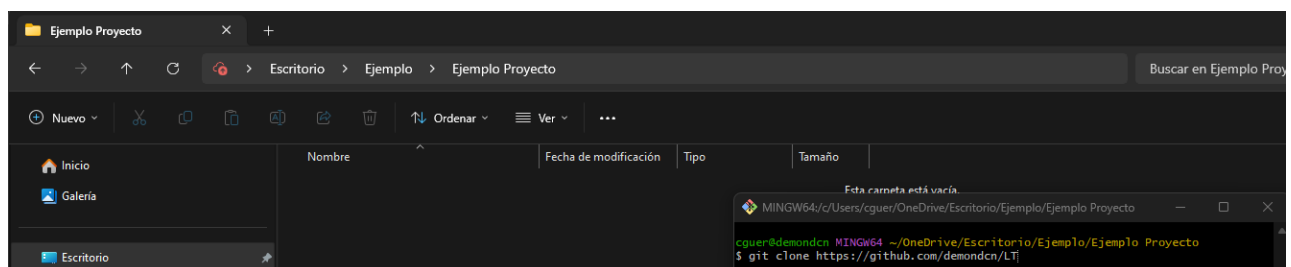 Ejemplo Proyecto
Escritorio > Ejemplo > Ejemplo Proyecto
Buscar en Ejemplo Proy
Nuevo
Ordenar
Ver
Inicio
Galería
Escritorio
Nombre Fecha de modificación Tipo Tamaño
Esta carpeta está vacía.
MINGW64:/c/Users/cguer/OneDrive/Escritorio/Ejemplo/Ejemplo Proyecto
cguer@demondcn MINGW64 ~/OneDrive/Escritorio/Ejemplo/Ejemplo Proyecto
$ git clone https://github.com/demondcn/LT